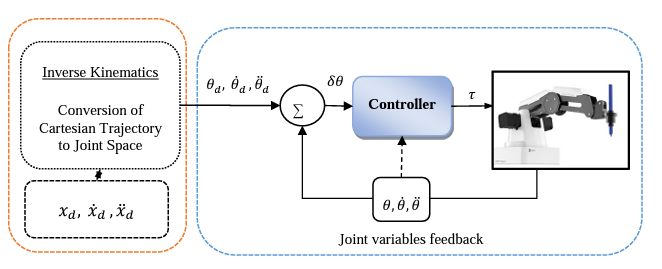 Inverse Kinematics
Conversion of
Cartesian Trajectory
to Joint Space
x_d, ẋ_d, ẍ_d
θ_d, θ̇_d, θ̈_d
Σ
δθ
Controller
τ
θ, θ̇, θ̈
Joint variables feedback